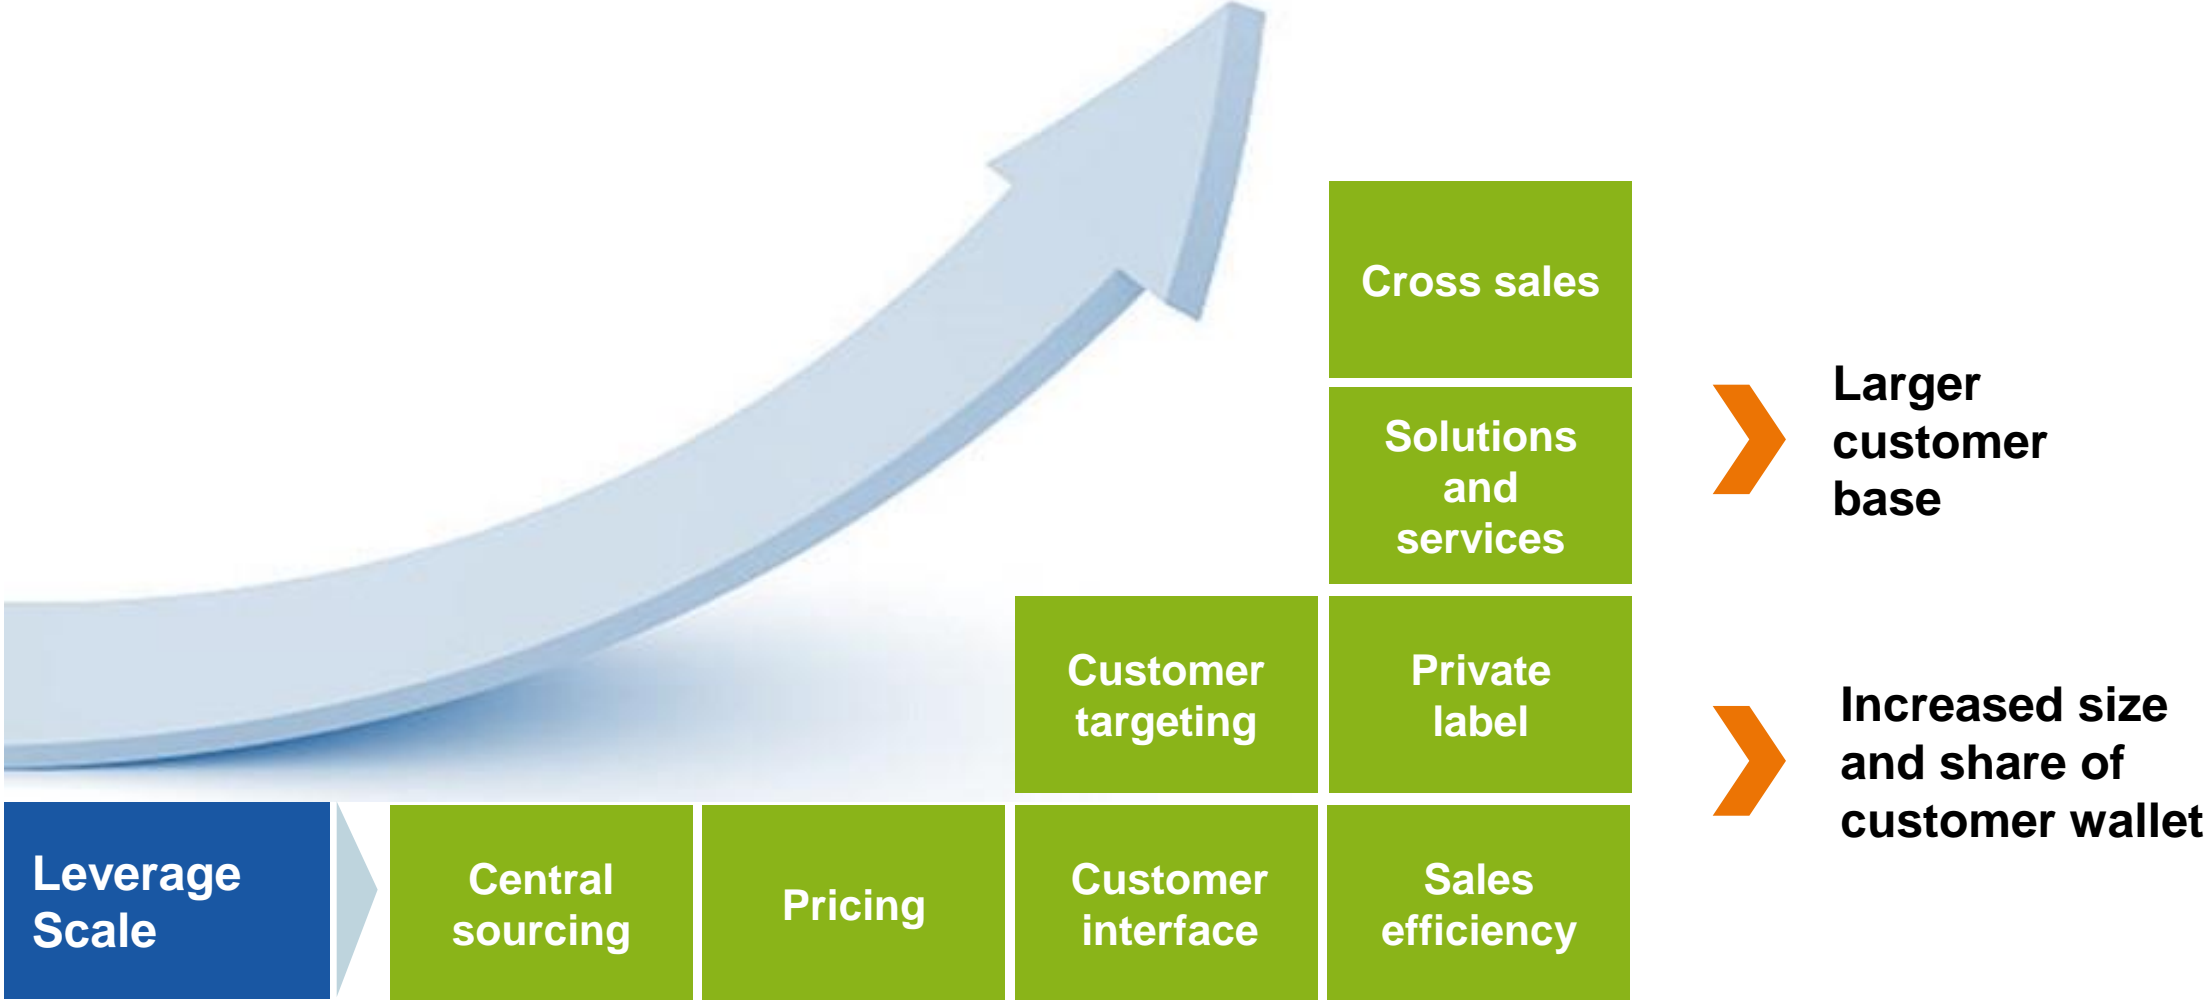 Cross sales
Solutions
and
services
Larger
customer
base
Customer
targeting
Private
label
Increased size
and share of
customer wallet
Leverage
Scale
Central
sourcing
Pricing
Customer
interface
Sales
efficiency